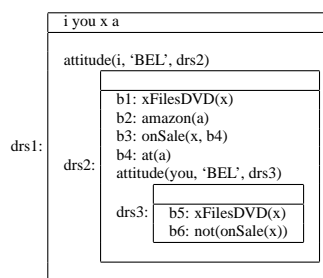 i you x a
attitude(i, ‘BEL’, drs2)
b1: xFilesDVD(x)
b2: amazon(a)
b3: onSale(x, b4)
b4: at(a)
drs1:
drs2:
attitude(you, ‘BEL’, drs3)
drs3:
b5: xFilesDVD(x)
b6: not(onSale(x))